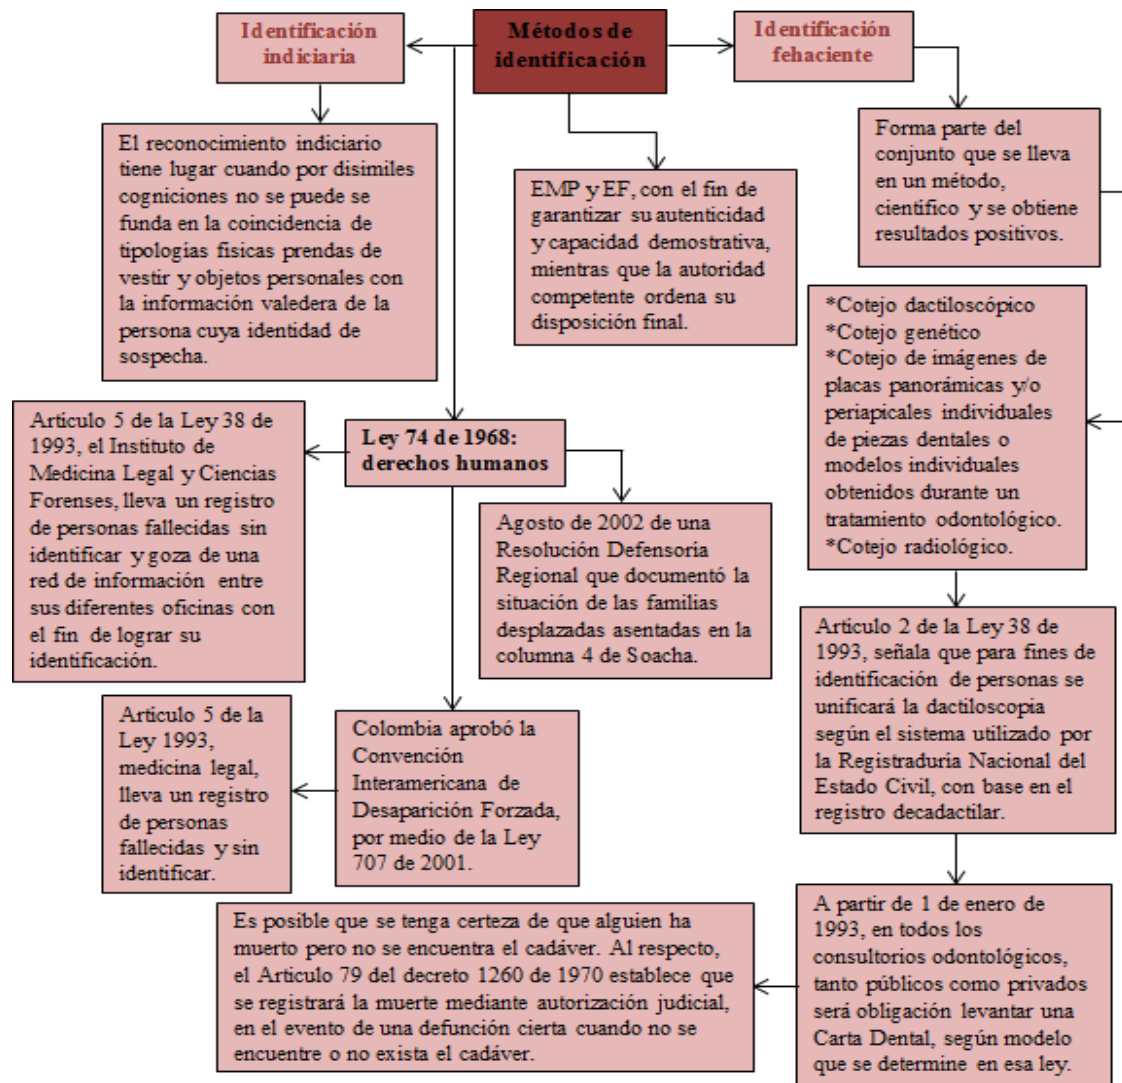 Identificación
indiciaria
Métodos de
identificación
Identificación
fehaciente
El reconocimiento indiciario
tiene lugar cuando por disimiles
cogniciones no se puede se
funda en la coincidencia de
tipologías físicas prendas de
vestir y objetos personales con
la información valedera de la
persona cuya identidad de
sospecha.
EMP y EF, con el fin de
garantizar su autenticidad
y capacidad demostrativa,
mientras que la autoridad
competente ordena su
disposición final.
Forma parte del
conjunto que se lleva
en un método,
científico y se obtiene
resultados positivos.
*Cotejo dactiloscópico
*Cotejo genético
*Cotejo de imágenes de
placas panorámicas y/o
periapicales individuales
de piezas dentales o
modelos individuales
obtenidos durante un
tratamiento odontológico.
*Cotejo radiológico.
Artículo 5 de la Ley 38 de
1993, el Instituto de
Medicina Legal y Ciencias
Forenses, lleva un registro
de personas fallecidas sin
identificar y goza de una
red de información entre
sus diferentes oficinas con
el fin de lograr su
identificación.
Ley 74 de 1968:
derechos humanos
Agosto de 2002 de una
Resolución Defensoría
Regional que documentó la
situación de las familias
desplazadas asentadas en la
columna 4 de Soacha.
Artículo 2 de la Ley 38 de
1993, señala que para fines de
identificación de personas se
unificará la dactiloscopia
según el sistema utilizado por
la Registraduría Nacional del
Estado Civil, con base en el
registro decadactilar.
Artículo 5 de la
Ley 1993,
medicina legal,
lleva un registro
de personas
fallecidas y sin
identificar.
Colombia aprobó la
Convención
Interamericana de
Desaparición Forzada,
por medio de la Ley
707 de 2001.
Es posible que se tenga certeza de que alguien ha
muerto pero no se encuentra el cadáver. Al respecto,
el Articulo 79 del decreto 1260 de 1970 establece que
se registrará la muerte mediante autorización judicial,
en el evento de una defunción cierta cuando no se
encuentre o no exista el cadáver.
A partir de 1 de enero de
1993, en todos los
consultorios odontológicos,
tanto públicos como privados
será obligación levantar una
Carta Dental, según modelo
que se determine en esa ley.